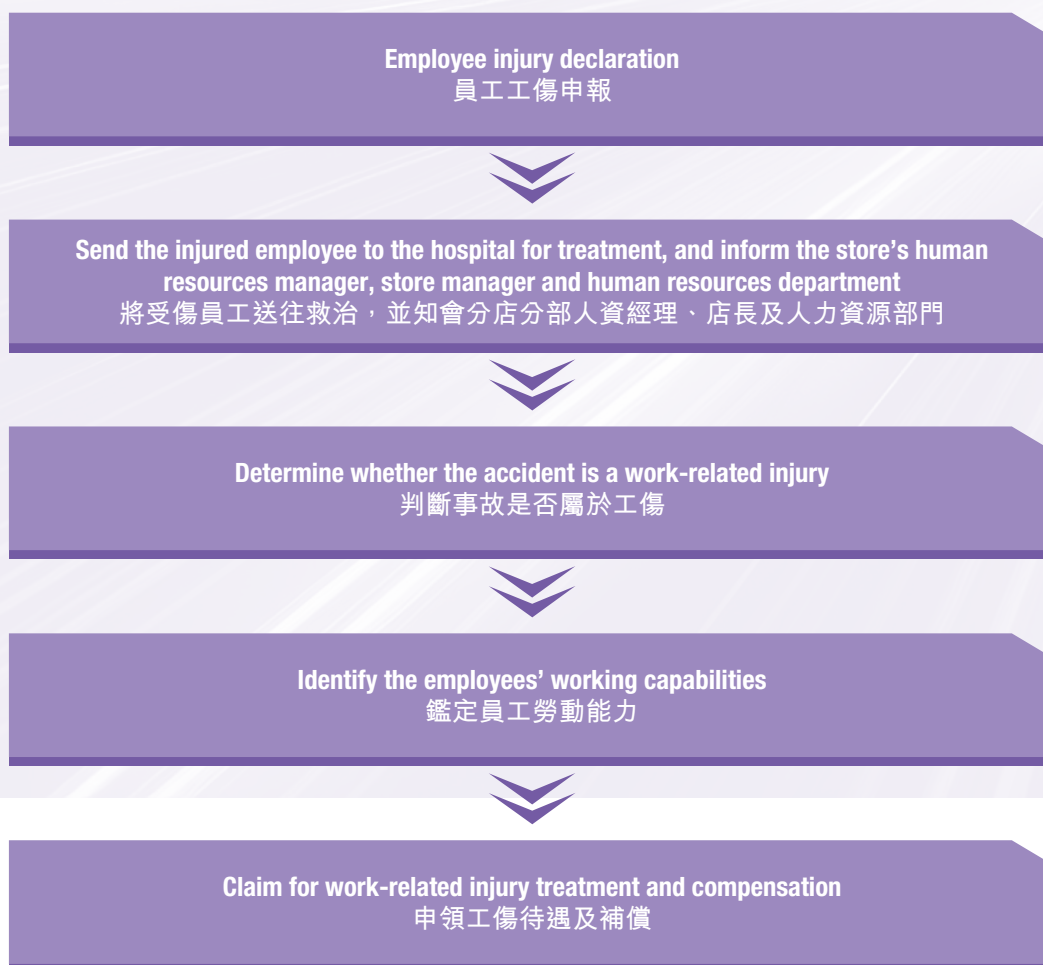 Employee injury declaration
員工工傷申報
Send the injured employee to the hospital for treatment, and inform the store’s human
resources manager, store manager and human resources department
將受傷員工送往救治，並知會分店分部人資經理、店長及人力資源部門
Determine whether the accident is a work-related injury
判斷事故是否屬於工傷
Identify the employees’ working capabilities
鑑定員工勞動能力
Claim for work-related injury treatment and compensation
申領工傷待遇及補償